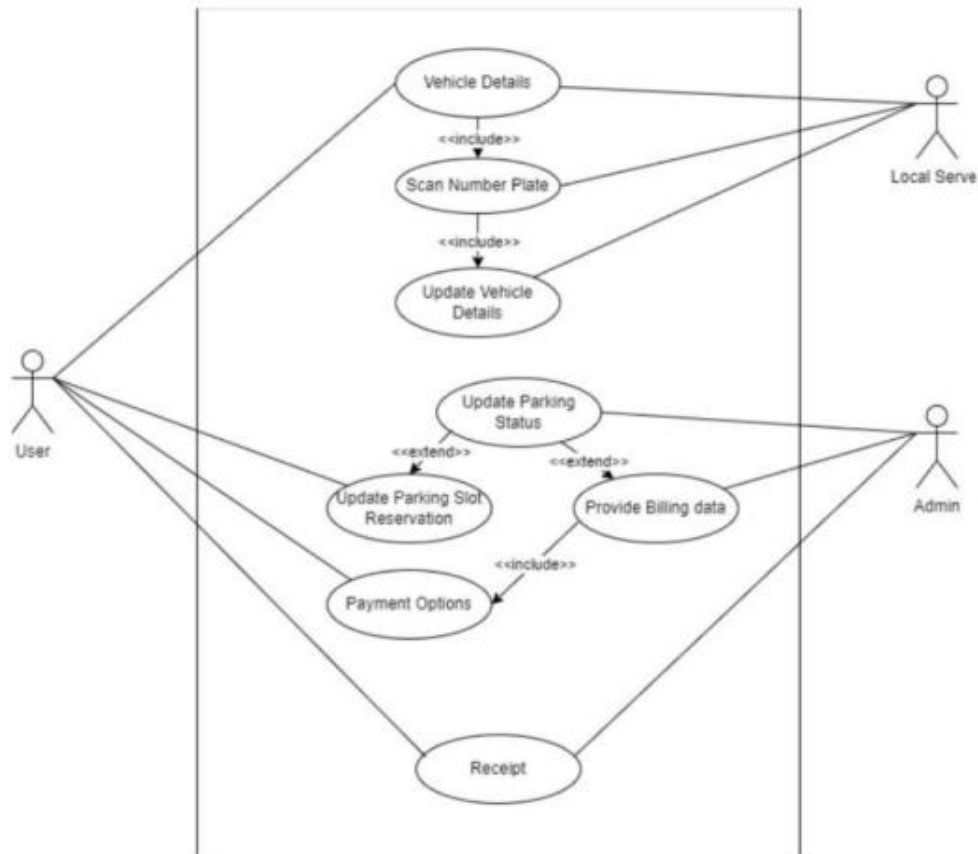 Vehicle Details
<<include>>
Scan Number Plate
Local Serve
<<include>>
Update Vehicle
Details
Update Parking
Status
User
<<extend>>
<<extend>>
Update Parking Slot
Reservation
Provide Billing data
Admin
<<include>>
Payment Options
Receipt